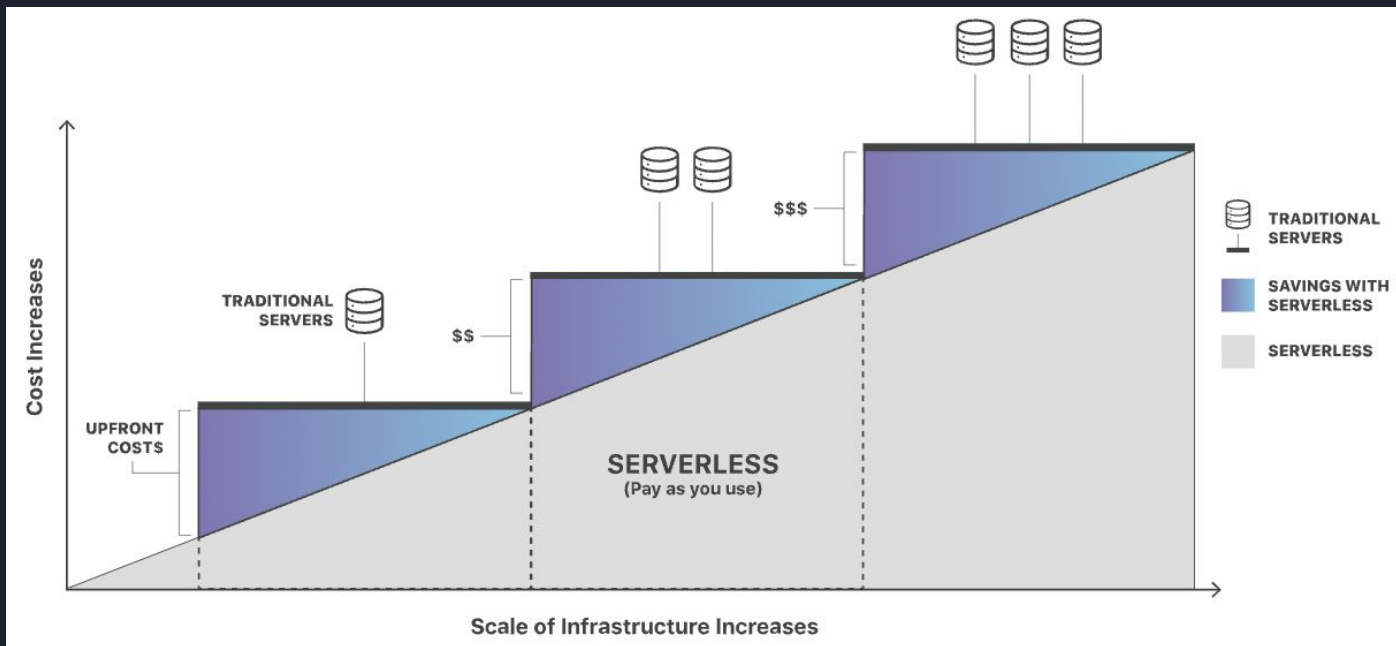 $$$
TRADITIONAL
SERVERS
$$
UPFRONT
COST$
SERVERLESS
(Pay as you use)
Cost Increases
Scale of Infrastructure Increases
TRADITIONAL
SERVERS
SAVINGS WITH
SERVERLESS
SERVERLESS